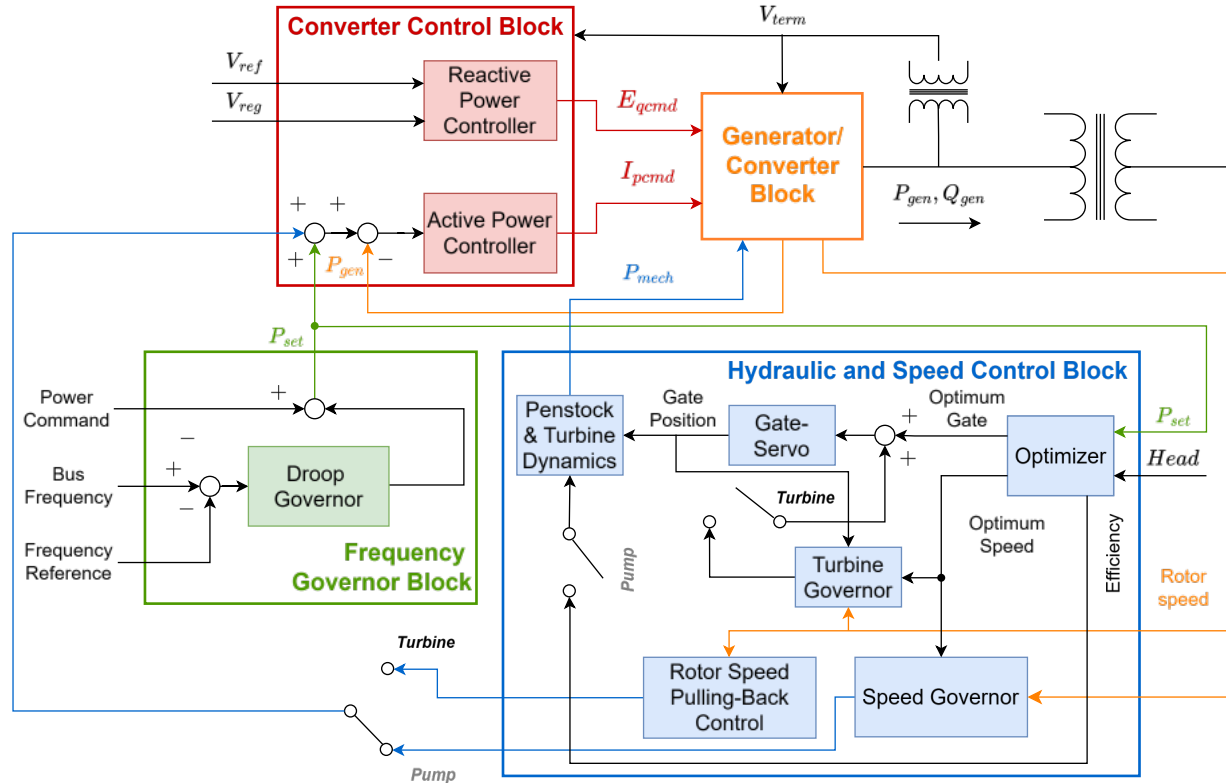 V_term
Converter Control Block
V_ref
V_reg
Reactive
Power
Controller
E_qcmd
I_pcmd
Generator/
Converter
Block
P_gen, Q_gen
+
+
+
Active Power
Controller
−
−
P_gen
P_mech
P_set
Hydraulic and Speed Control Block
Power
Command
+
−
Bus
Frequency
+
−
Droop
Governor
Frequency
Reference
Frequency
Governor Block
Penstock
& Turbine
Dynamics
Gate
Position
Gate-
Servo
+
+
Optimum
Gate
Optimizer
P_set
Head
Turbine
Optimum
Speed
Efficiency
Pump
Turbine
Governor
Rotor
speed
Turbine
Rotor Speed
Pulling-Back
Control
Speed Governor
Pump